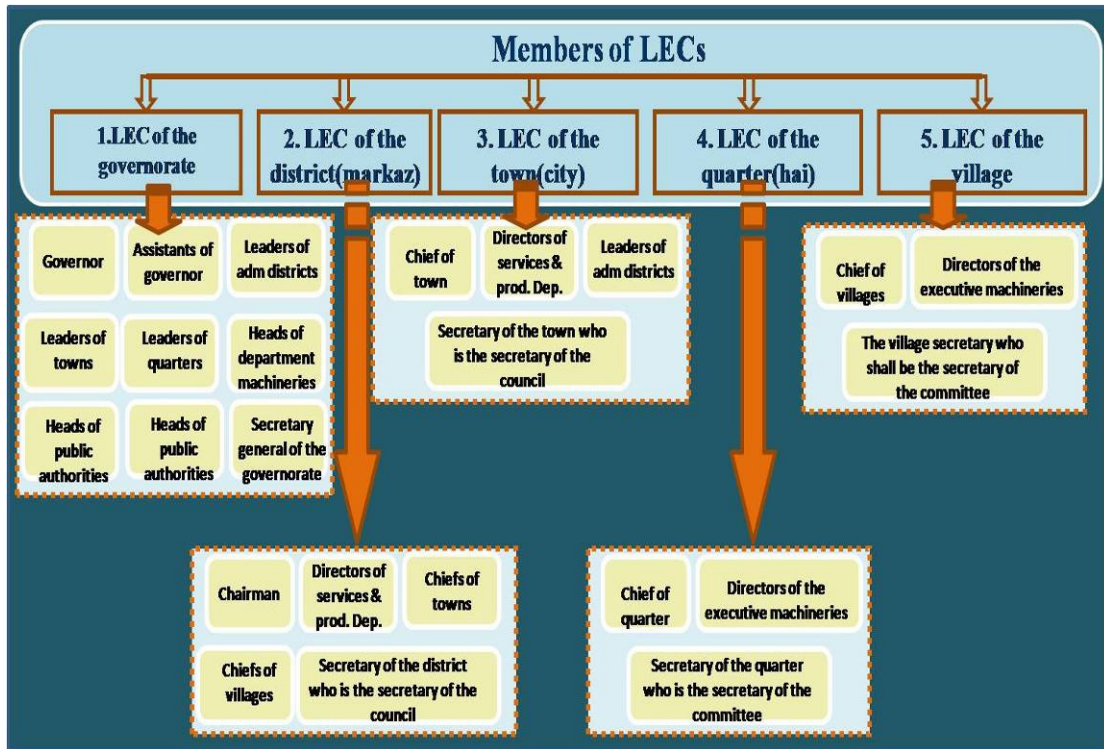 Members of LECs
1.LEC of the
governorate
2. LEC of the
district(markaz)
3. LEC of the
town(city)
4. LEC of the
quarter(hai)
5. LEC of the
village
Governor
Assistants of
governor
Leaders of
adm districts
Leaders of
towns
Leaders of
quarters
Heads of
department
machineries
Heads of
public
authorities
Heads of
public
authorities
Secretary
general of the
governorate
Chief of
town
Directors of
services &
prod. Dep.
Leaders of
adm districts
Secretary of the town who
is the secretary of the
council
Chief of
villages
Directors of the
executive machineries
The village secretary who
shall be the secretary of
the committee
Chairman
Directors of
services &
prod. Dep.
Chiefs of
towns
Chiefs of
villages
Secretary of the district
who is the secretary of the
council
Chief of
quarter
Directors of the
executive machineries
Secretary of the quarter
who is the secretary of the
committee